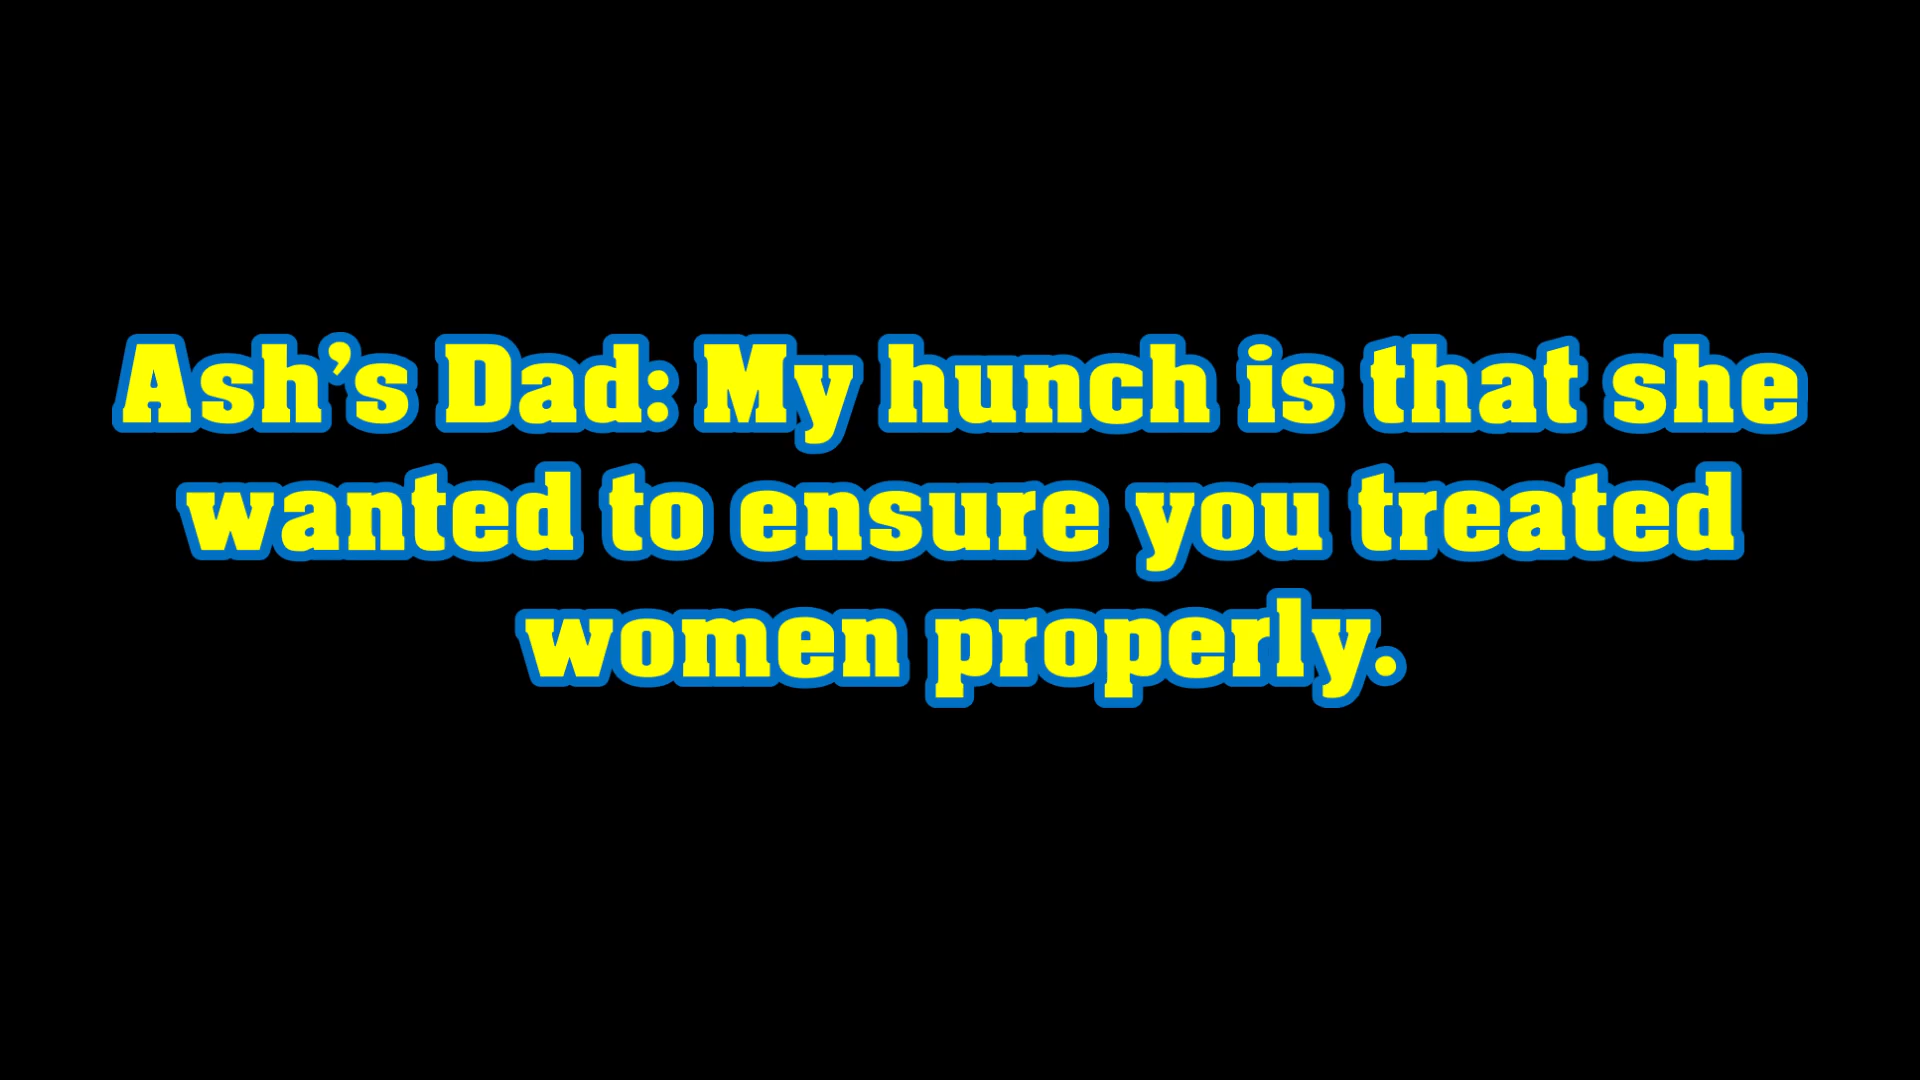 Ash’s Dad: My hunch is that she
wanted to ensure you treated
women properly.